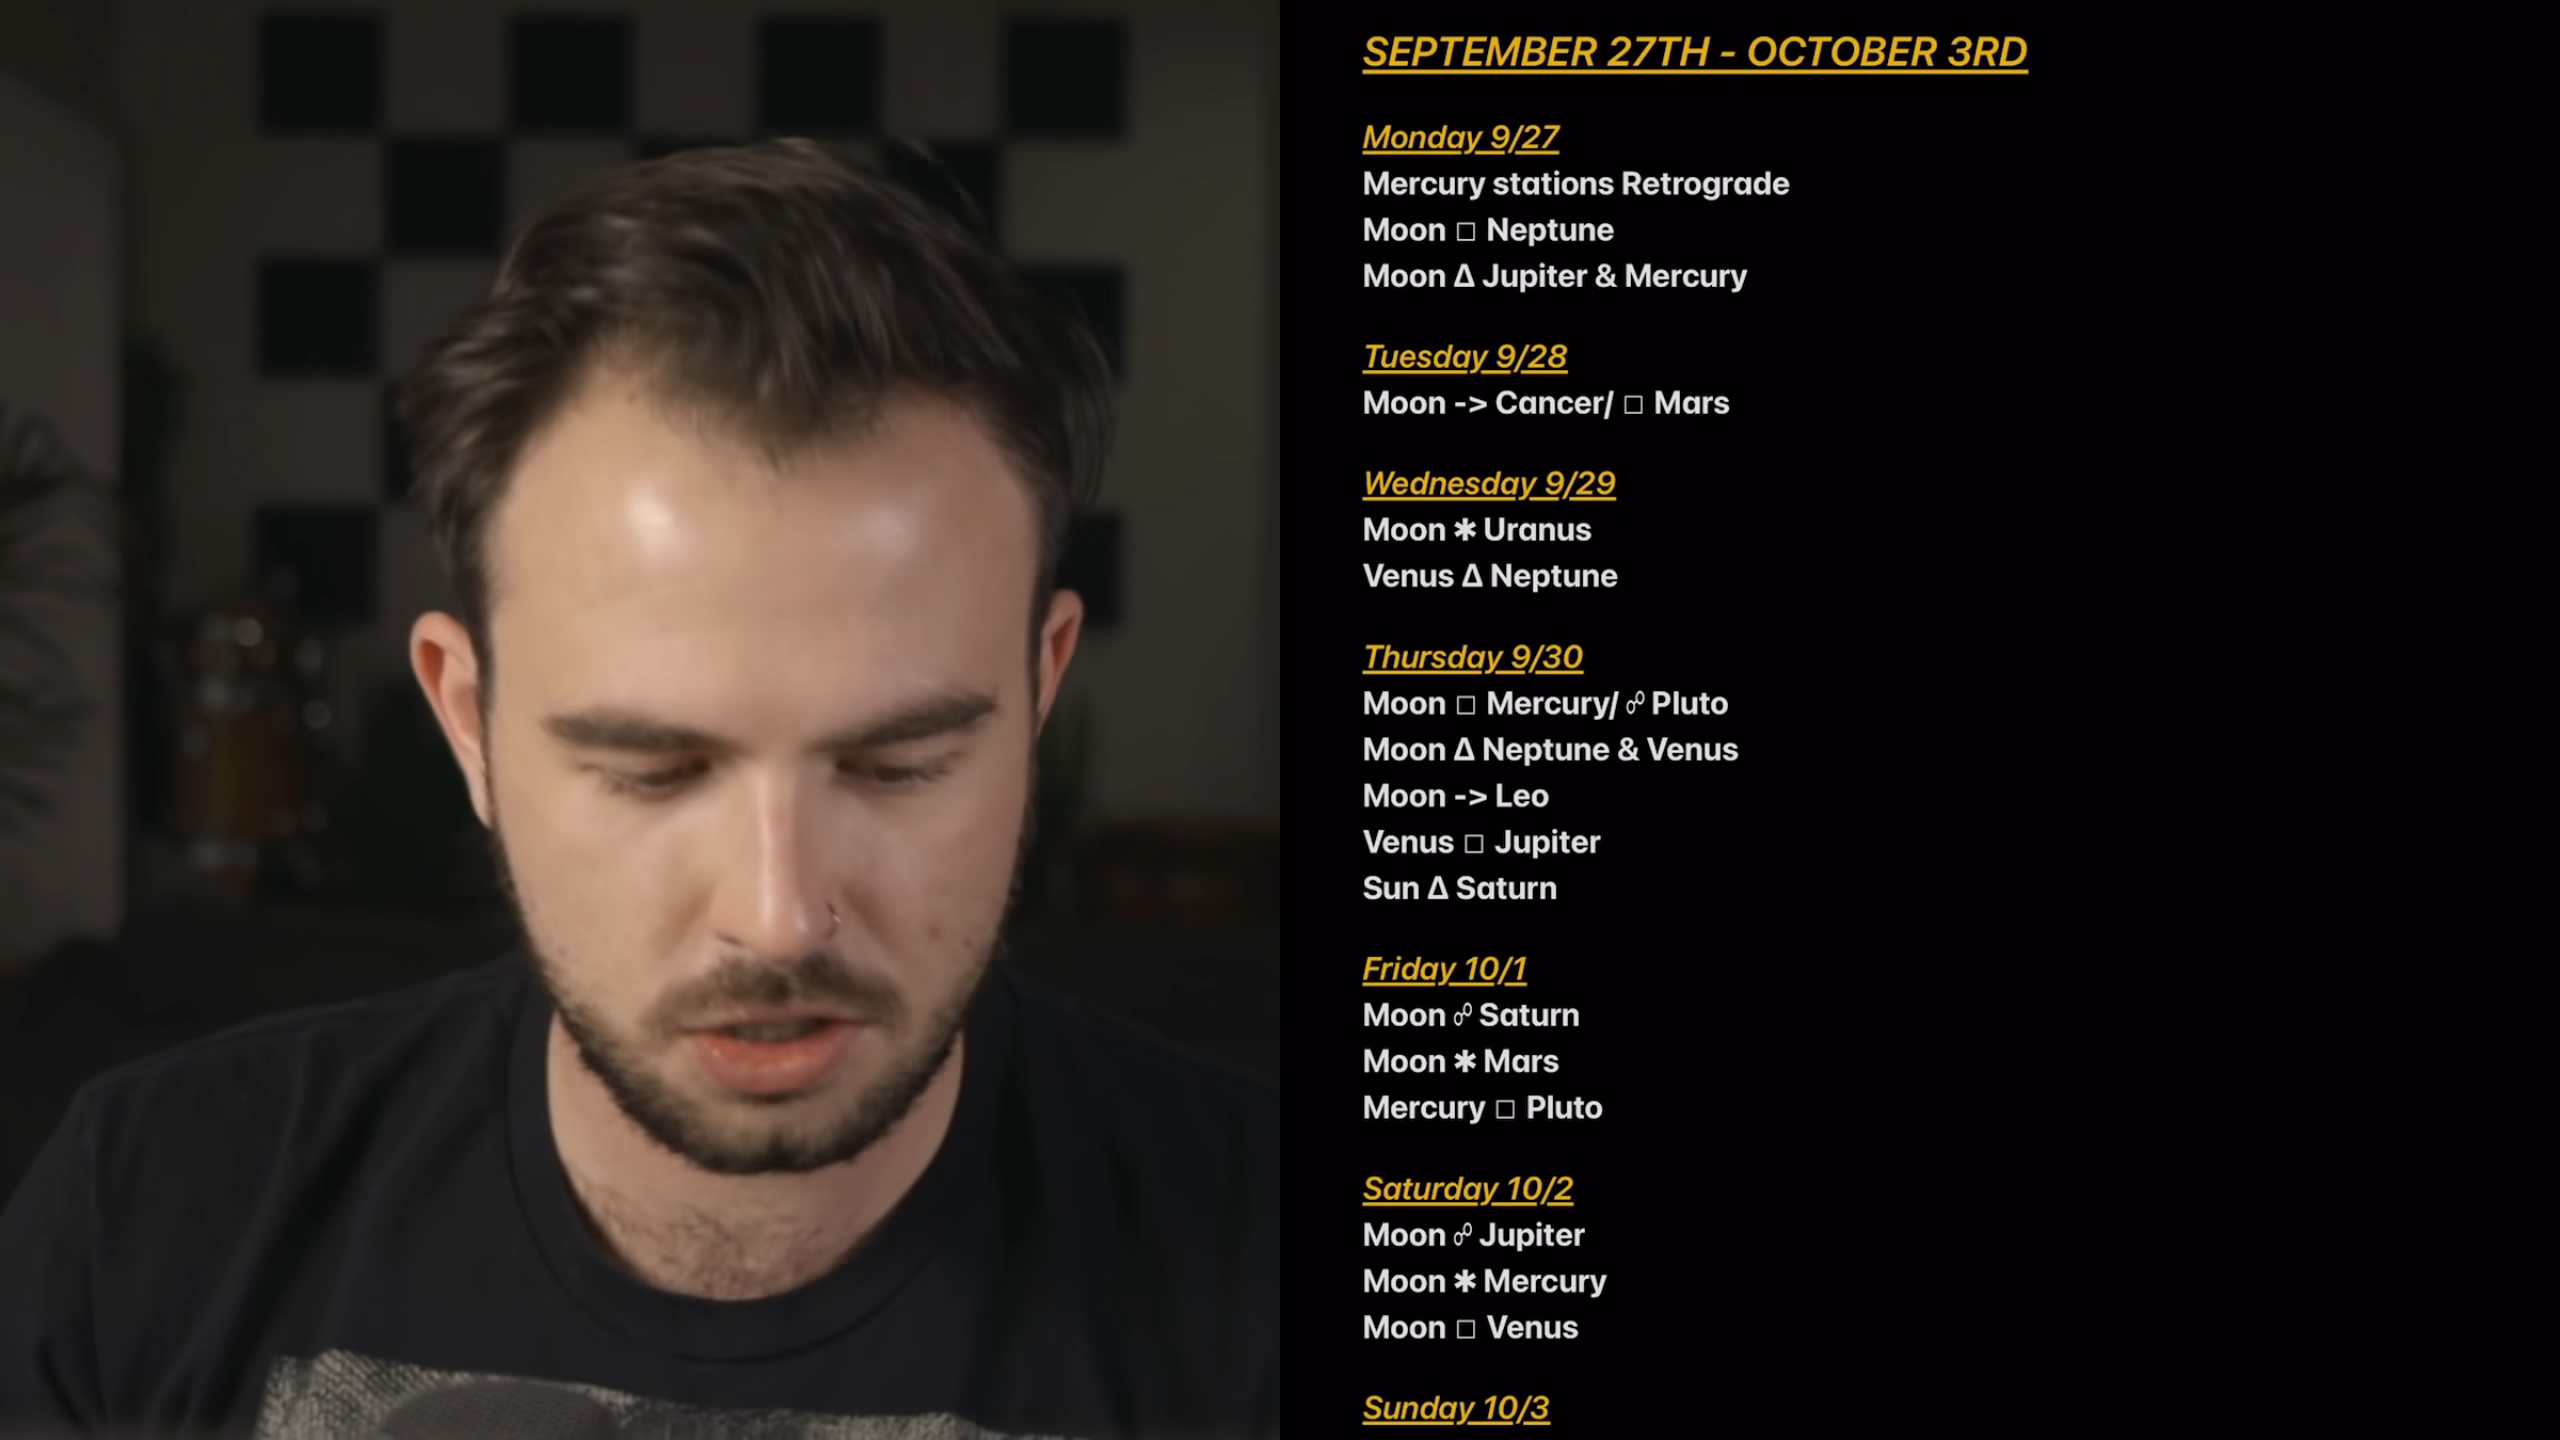 SEPTEMBER 27TH - OCTOBER 3RD
Monday 9/27
Mercury stations Retrograde
Moon □ Neptune
Moon Δ Jupiter & Mercury
Tuesday 9/28
Moon -> Cancer/ □ Mars
Wednesday 9/29
Moon ✱ Uranus
Venus Δ Neptune
Thursday 9/30
Moon □ Mercury/ ☍ Pluto
Moon Δ Neptune & Venus
Moon -> Leo
Venus □ Jupiter
Sun Δ Saturn
Friday 10/1
Moon ☍ Saturn
Moon ✱ Mars
Mercury □ Pluto
Saturday 10/2
Moon ☍ Jupiter
Moon ✱ Mercury
Moon □ Venus
Sunday 10/3